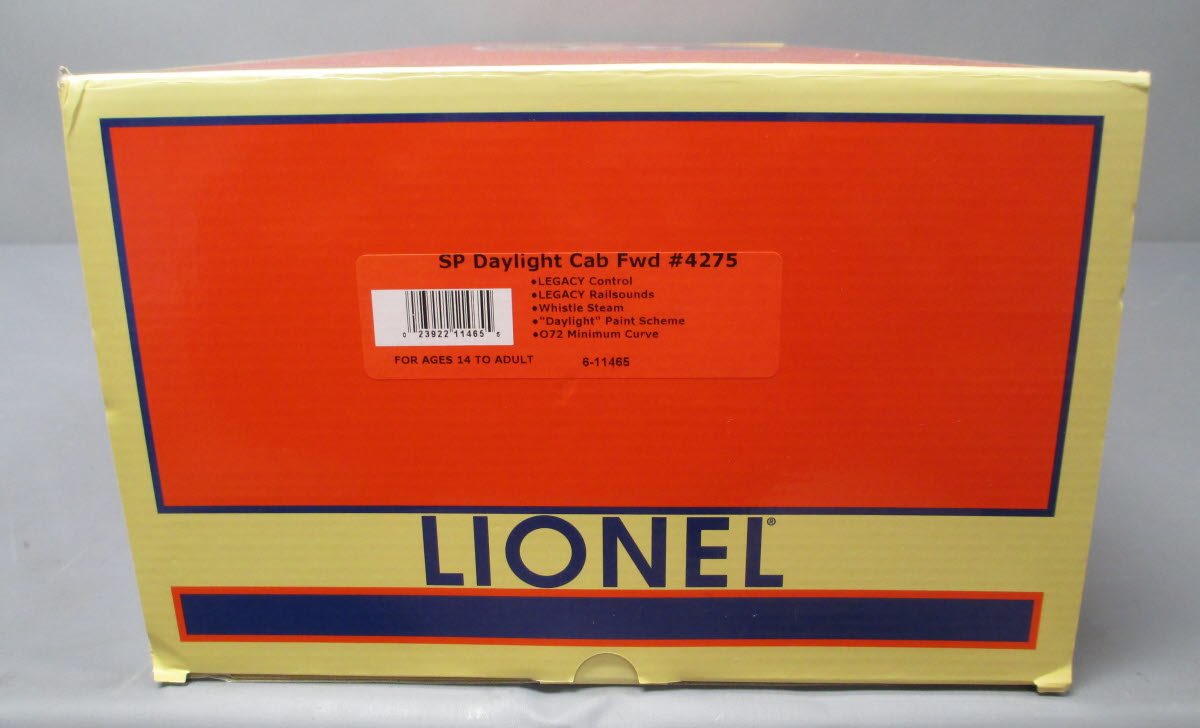 SP Daylight Cab Fwd #4275
•LEGACY Control
•LEGACY Railsounds
•Whistle Steam
•"Daylight" Paint Scheme
•O72 Minimum Curve
0 23922 11465 5
FOR AGES 14 TO ADULT 6-11465
LIONEL®